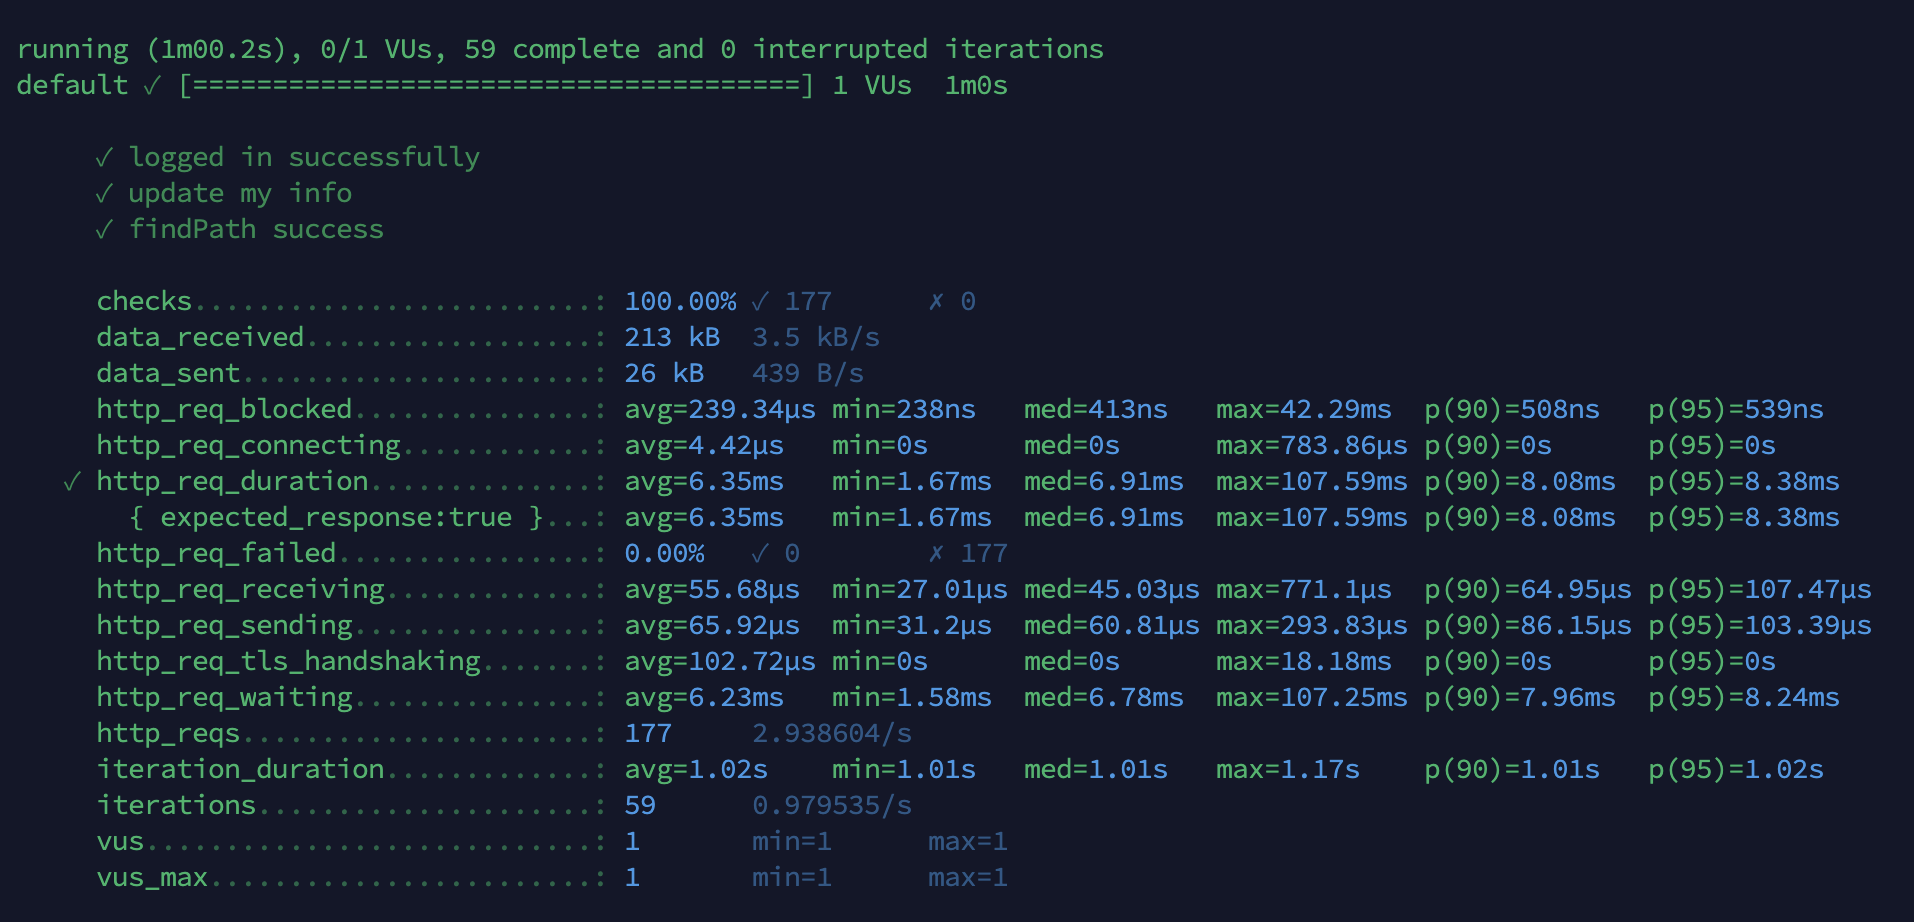 running (1m00.2s), 0/1 VUs, 59 complete and 0 interrupted iterations
default ✓ [======================================] 1 VUs  1m0s
✓ logged in successfully
✓ update my info
✓ findPath success
checks.........................: 100.00% ✓ 177      ✗ 0
data_received..................: 213 kB  3.5 kB/s
data_sent......................: 26 kB   439 B/s
http_req_blocked...............: avg=239.34µs min=238ns   med=413ns   max=42.29ms  p(90)=508ns   p(95)=539ns
http_req_connecting............: avg=4.42µs   min=0s      med=0s      max=783.86µs p(90)=0s      p(95)=0s
✓ http_req_duration..............: avg=6.35ms   min=1.67ms  med=6.91ms  max=107.59ms p(90)=8.08ms  p(95)=8.38ms
{ expected_response:true }...: avg=6.35ms   min=1.67ms  med=6.91ms  max=107.59ms p(90)=8.08ms  p(95)=8.38ms
http_req_failed................: 0.00%   ✓ 0        ✗ 177
http_req_receiving.............: avg=55.68µs  min=27.01µs med=45.03µs max=771.1µs  p(90)=64.95µs p(95)=107.47µs
http_req_sending...............: avg=65.92µs  min=31.2µs  med=60.81µs max=293.83µs p(90)=86.15µs p(95)=103.39µs
http_req_tls_handshaking.......: avg=102.72µs min=0s      med=0s      max=18.18ms  p(90)=0s      p(95)=0s
http_req_waiting...............: avg=6.23ms   min=1.58ms  med=6.78ms  max=107.25ms p(90)=7.96ms  p(95)=8.24ms
http_reqs......................: 177     2.938604/s
iteration_duration.............: avg=1.02s    min=1.01s   med=1.01s   max=1.17s    p(90)=1.01s   p(95)=1.02s
iterations.....................: 59      0.979535/s
vus............................: 1       min=1      max=1
vus_max........................: 1       min=1      max=1